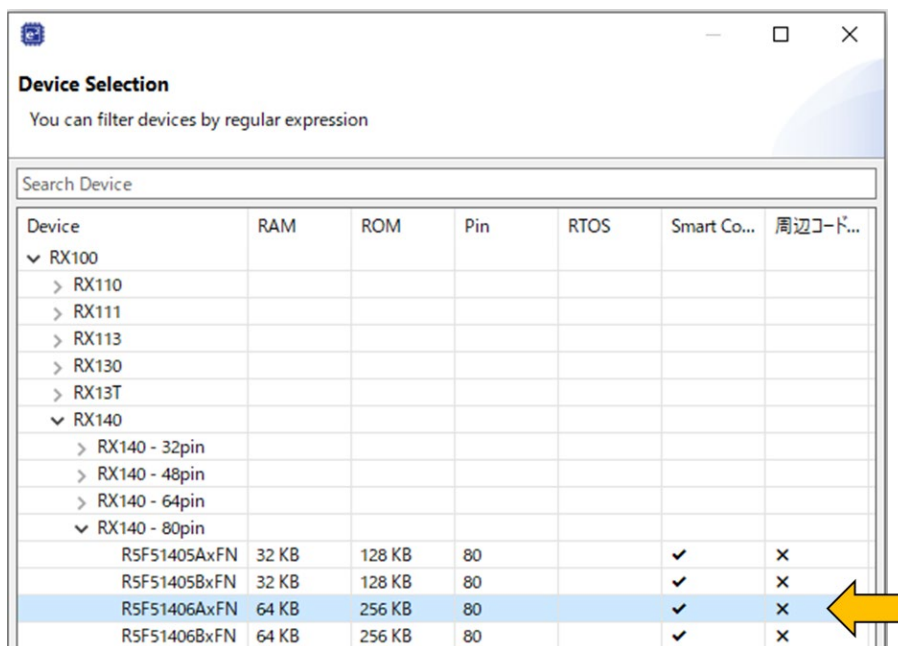 Device Selection
You can filter devices by regular expression
Search Device
Device RAM ROM Pin RTOS Smart Co... 周辺コード...
RX100
RX110
RX111
RX113
RX130
RX13T
RX140
RX140 - 32pin
RX140 - 48pin
RX140 - 64pin
RX140 - 80pin
R5F51405AxFN 32 KB 128 KB 80 ✔ ✕
R5F51405BxFN 32 KB 128 KB 80 ✔ ✕
R5F51406AxFN 64 KB 256 KB 80 ✔ ✕
R5F51406BxFN 64 KB 256 KB 80 ✔ ✕